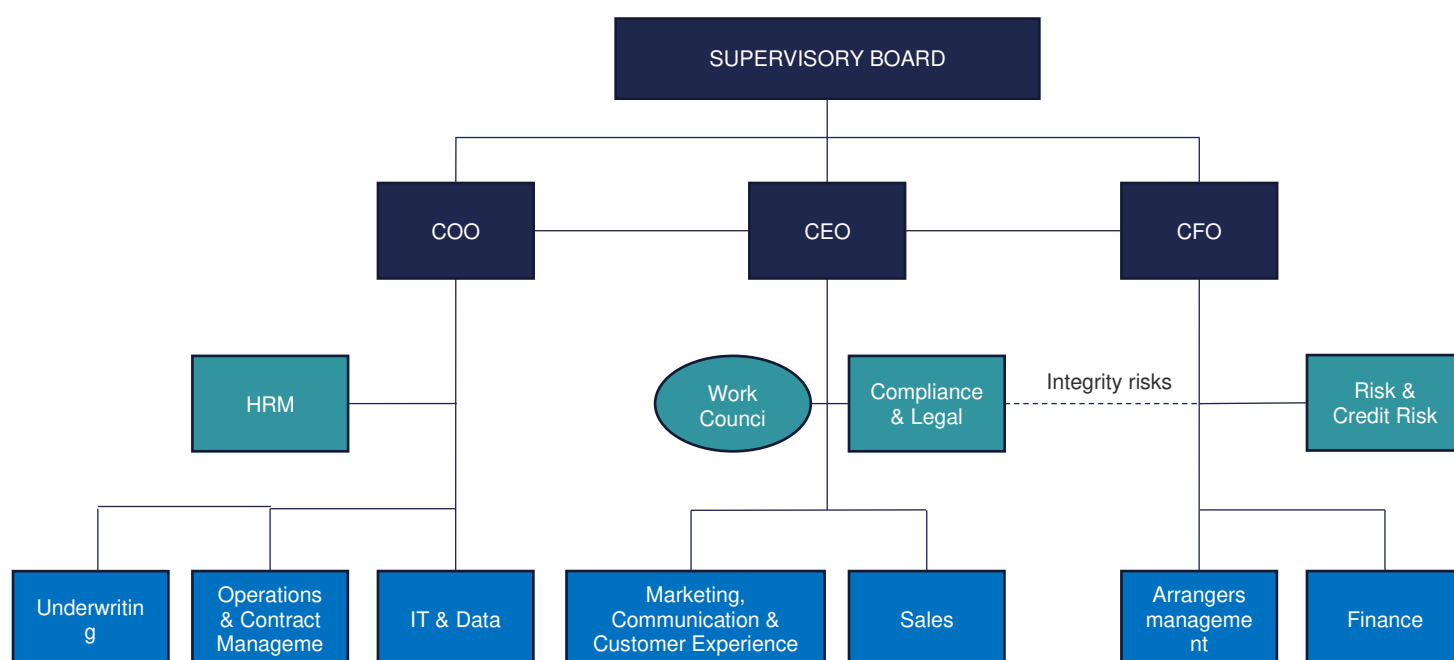 SUPERVISORY BOARD
COO
CEO
CFO
HRM
Work
Counci
Compliance
& Legal
Integrity risks
Risk &
Credit Risk
Underwritin
g
Operations
& Contract
Manageme
IT & Data
Marketing,
Communication &
Customer Experience
Sales
Arrangers
manageme
nt
Finance